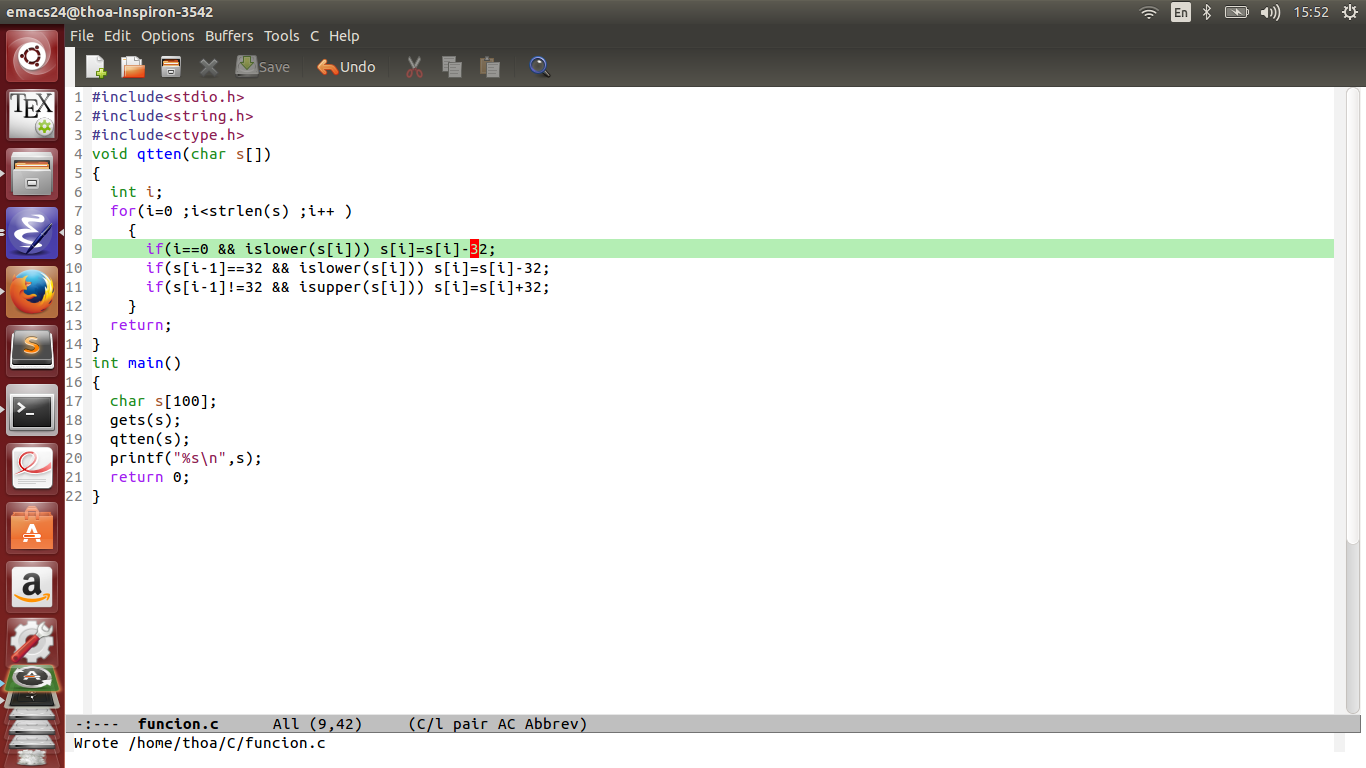 emacs24@thoa-Inspiron-3542 En 15:52
File Edit Options Buffers Tools C Help
Save Undo
1 #include<stdio.h>
2 #include<string.h>
3 #include<ctype.h>
4 void qtten(char s[])
5 {
6   int i;
7   for(i=0 ;i<strlen(s) ;i++ )
8     {
9       if(i==0 && islower(s[i])) s[i]=s[i]-32;
10       if(s[i-1]==32 && islower(s[i])) s[i]=s[i]-32;
11       if(s[i-1]!=32 && isupper(s[i])) s[i]=s[i]+32;
12     }
13   return;
14 }
15 int main()
16 {
17   char s[100];
18   gets(s);
19   qtten(s);
20   printf("%s\n",s);
21   return 0;
22 }
TEX
S
>_
A
a
A
-:--- funcion.c All (9,42) (C/l pair AC Abbrev)
Wrote /home/thoa/C/funcion.c